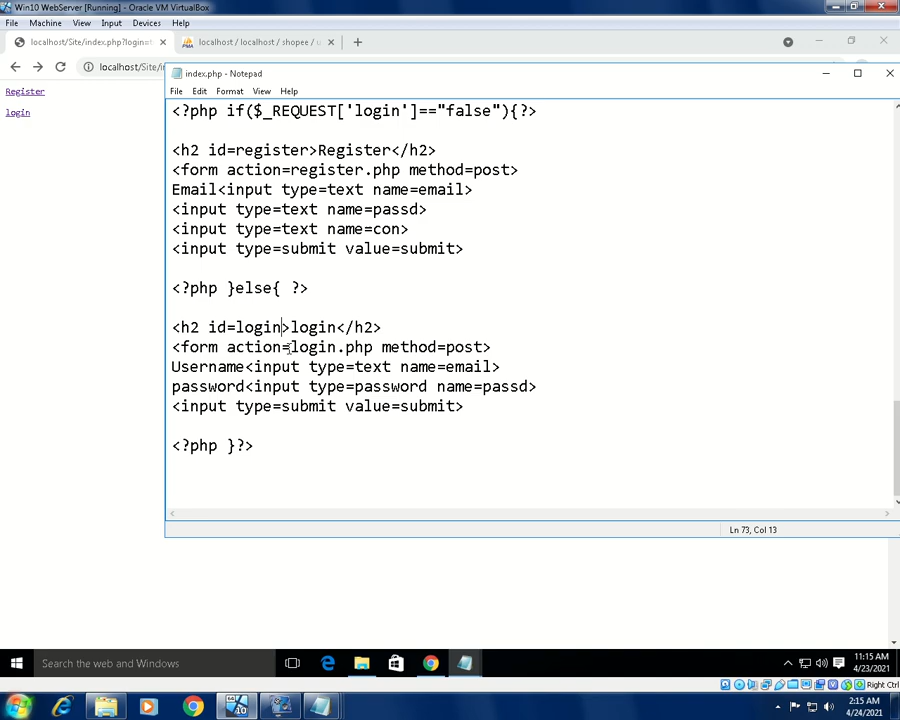 Win10 WebServer [Running] - Oracle VM VirtualBox
File Machine View Input Devices Help
localhost/Site/index.php?login=
localhost / localhost / shopee / u
localhost/Site/i
Register
login
index.php - Notepad
File Edit Format View Help
<?php if($_REQUEST['login']=="false"){?>
<h2 id=register>Register</h2>
<form action=register.php method=post>
Email<input type=text name=email>
<input type=text name=passd>
<input type=text name=con>
<input type=submit value=submit>
<?php }else{ ?>
<h2 id=login>login</h2>
<form action=login.php method=post>
Username<input type=text name=email>
password<input type=password name=passd>
<input type=submit value=submit>
<?php }?>
Ln 73, Col 13
Search the web and Windows
11:15 AM
4/23/2021
Right Ctrl
2:15 AM
4/24/2021